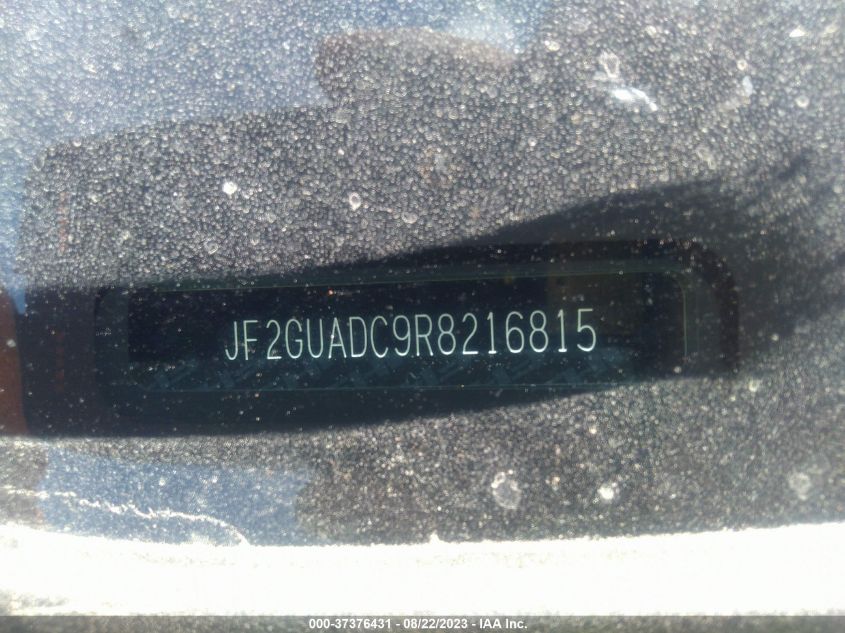 JF2GUADC9R8216815
000-37376431 - 08/22/2023 - IAA Inc.